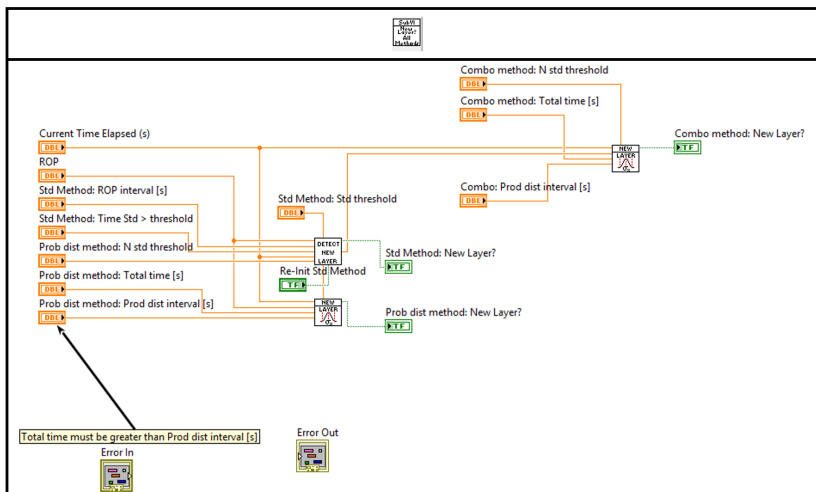 SubVI
New
Layer?
All
Methods
Combo method: N std threshold
DBL
Combo method: Total time [s]
DBL
Current Time Elapsed (s)
DBL
Combo method: New Layer?
TF
NEW
LAYER
σn
ROP
DBL
Std Method: ROP interval [s]
DBL
Combo: Prod dist interval [s]
DBL
Std Method: Std threshold
DBL
Std Method: Time Std > threshold
DBL
Prob dist method: N std threshold
DBL
DETECT
NEW
LAYER
Std Method: New Layer?
TF
Re-Init Std Method
TF
Prob dist method: Total time [s]
DBL
Prob dist method: Prod dist interval [s]
DBL
NEW
LAYER
σn
Prob dist method: New Layer?
TF
Total time must be greater than Prod dist interval [s]
Error In
Error Out